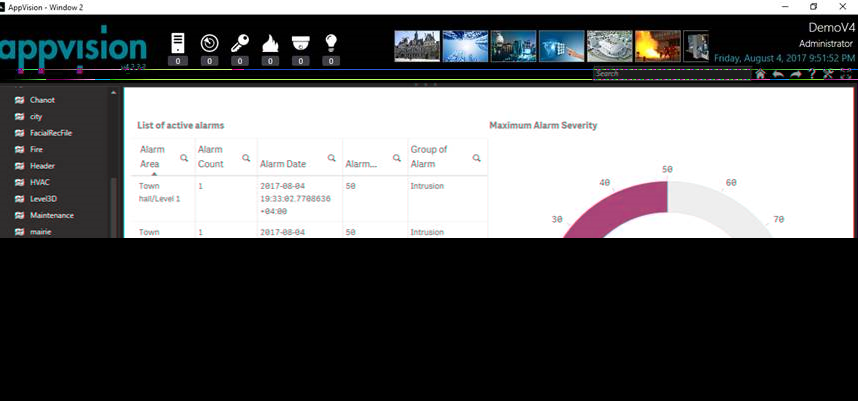 AppVision - Window 2
DemoV4
Administrator
appvision
v4.2.3.2
0 0 0 0 0 0
Friday, August 4, 2017 9:51:52 PM
Search
Chanot
city
FacialRecFile
Fire
Header
HVAC
Level3D
Maintenance
mairie
List of active alarms
Alarm Area
Alarm Count
Alarm Date
Alarm...
Group of Alarm
Town hall/Level 1
1
2017-08-04
19:33:02.7708636
+04:00
50
Intrusion
Town
1
2017-08-04
50
Intrusion
Maximum Alarm Severity
30
40
50
60
70